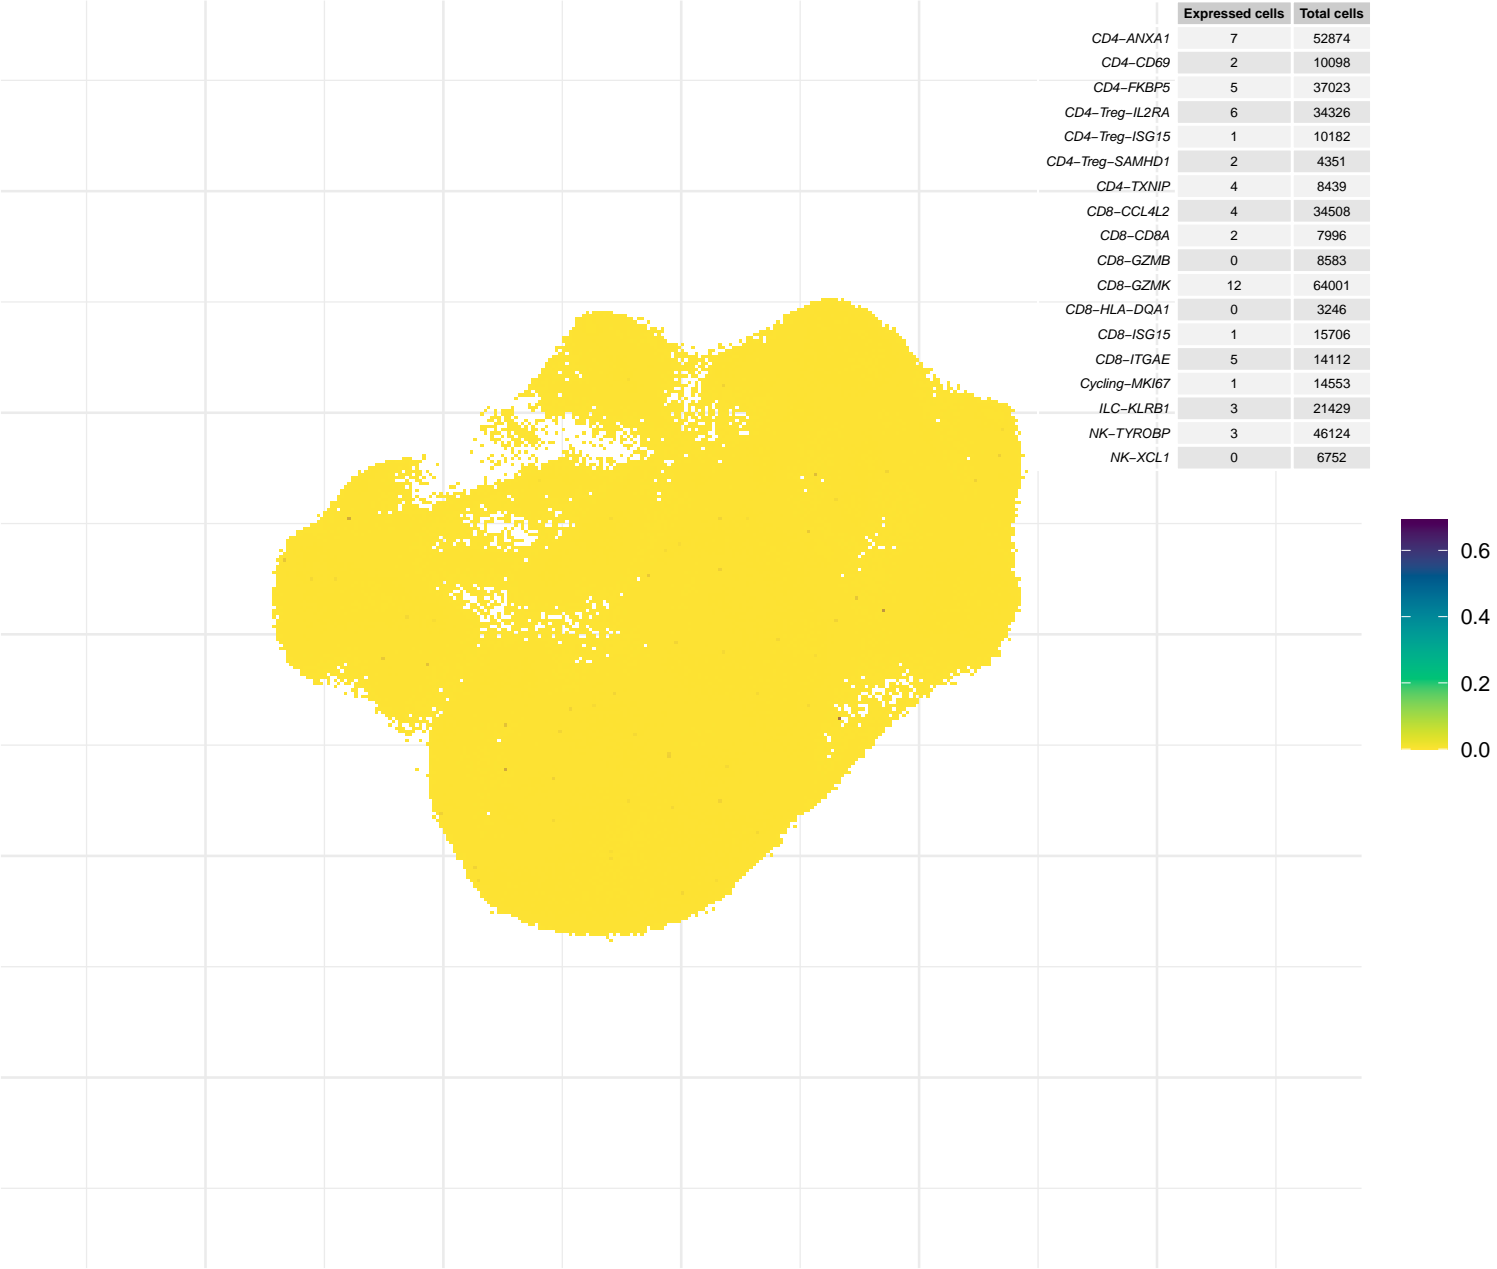 Expressed cells Total cells
CD4−ANXA1 7 52874
CD4−CD69 2 10098
CD4−FKBP5 5 37023
CD4−Treg−IL2RA 6 34326
CD4−Treg−ISG15 1 10182
CD4−Treg−SAMHD1 2 4351
CD4−TXNIP 4 8439
CD8−CCL4L2 4 34508
CD8−CD8A 2 7996
CD8−GZMB 0 8583
CD8−GZMK 12 64001
CD8−HLA−DQA1 0 3246
CD8−ISG15 1 15706
CD8−ITGAE 5 14112
Cycling−MKI67 1 14553
ILC−KLRB1 3 21429
NK−TYROBP 3 46124
NK−XCL1 0 6752
0.6
0.4
0.2
0.0